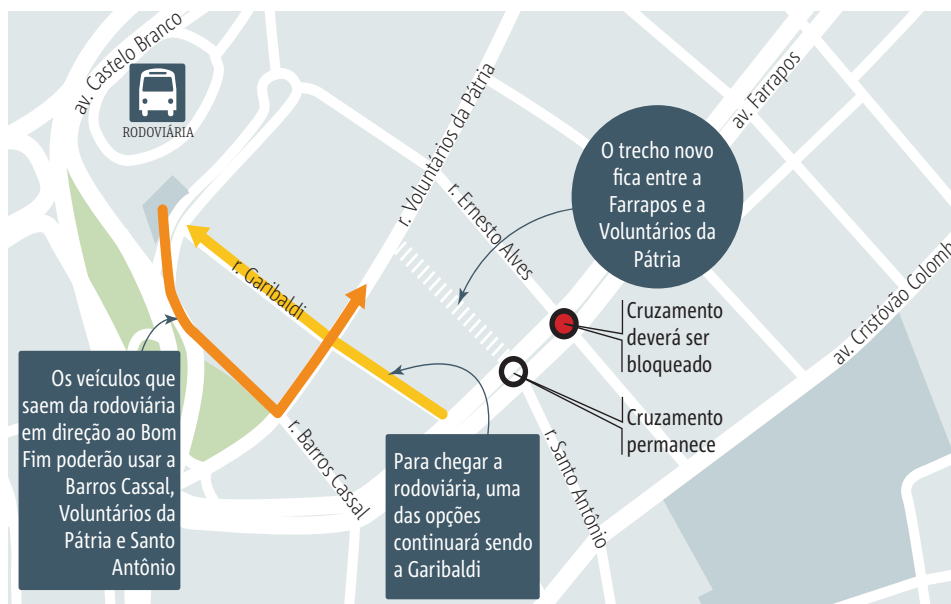 av. Castelo Branco
RODOVIÁRIA
r. Voluntários da Pátria
av. Farrapos
r. Ernesto Alves
O trecho novo
fica entre a
Farrapos e a
Voluntários da
Pátria
av. Cristóvão Colomb
r. Garibaldi
Cruzamento
deverá ser
bloqueado
Cruzamento
permanece
Os veículos que
saem da rodoviária
em direção ao Bom
Fim poderão usar a
Barros Cassal,
Voluntários da
Pátria e Santo
Antônio
r. Barros Cassal
Para chegar a
rodoviária, uma
das opções
continuará sendo
a Garibaldi
r. Santo Antônio